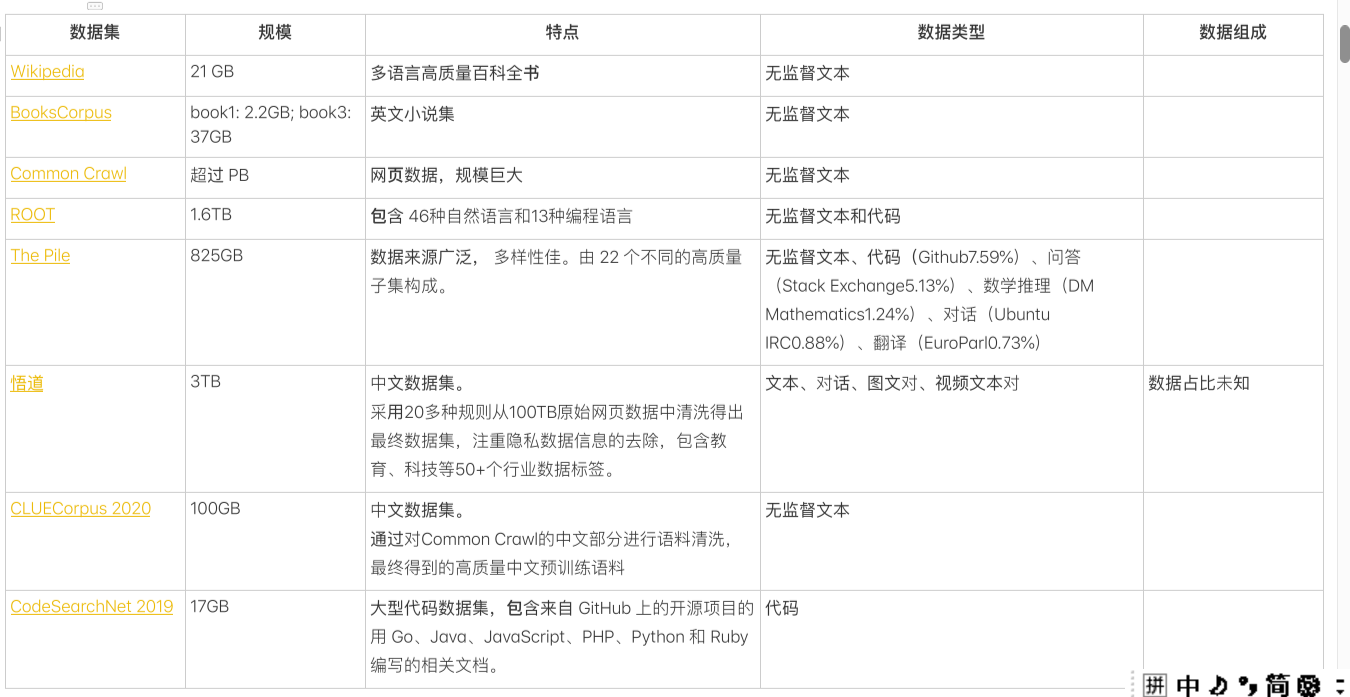 数据集 规模 特点 数据类型 数据组成
Wikipedia 21 GB 多语言高质量百科全书 无监督文本
BooksCorpus book1: 2.2GB; book3: 英文小说集 无监督文本
37GB
Common Crawl 超过 PB 网页数据，规模巨大 无监督文本
ROOT 1.6TB 包含 46种自然语言和13种编程语言 无监督文本和代码
The Pile 825GB 数据来源广泛， 多样性佳。由 22 个不同的高质量 无监督文本、代码（Github7.59%）、问答
子集构成。 （Stack Exchange5.13%）、数学推理（DM
Mathematics1.24%）、对话（Ubuntu
IRC0.88%）、翻译（EuroParl0.73%）
悟道 3TB 中文数据集。 文本、对话、图文对、视频文本对 数据占比未知
采用20多种规则从100TB原始网页数据中清洗得出
最终数据集，注重隐私数据信息的去除，包含教
育、科技等50+个行业数据标签。
CLUECorpus 2020 100GB 中文数据集。 无监督文本
通过对Common Crawl的中文部分进行语料清洗，
最终得到的高质量中文预训练语料
CodeSearchNet 2019 17GB 大型代码数据集，包含来自 GitHub 上的开源项目的 代码
用 Go、Java、JavaScript、PHP、Python 和 Ruby
编写的相关文档。
拼 中 简